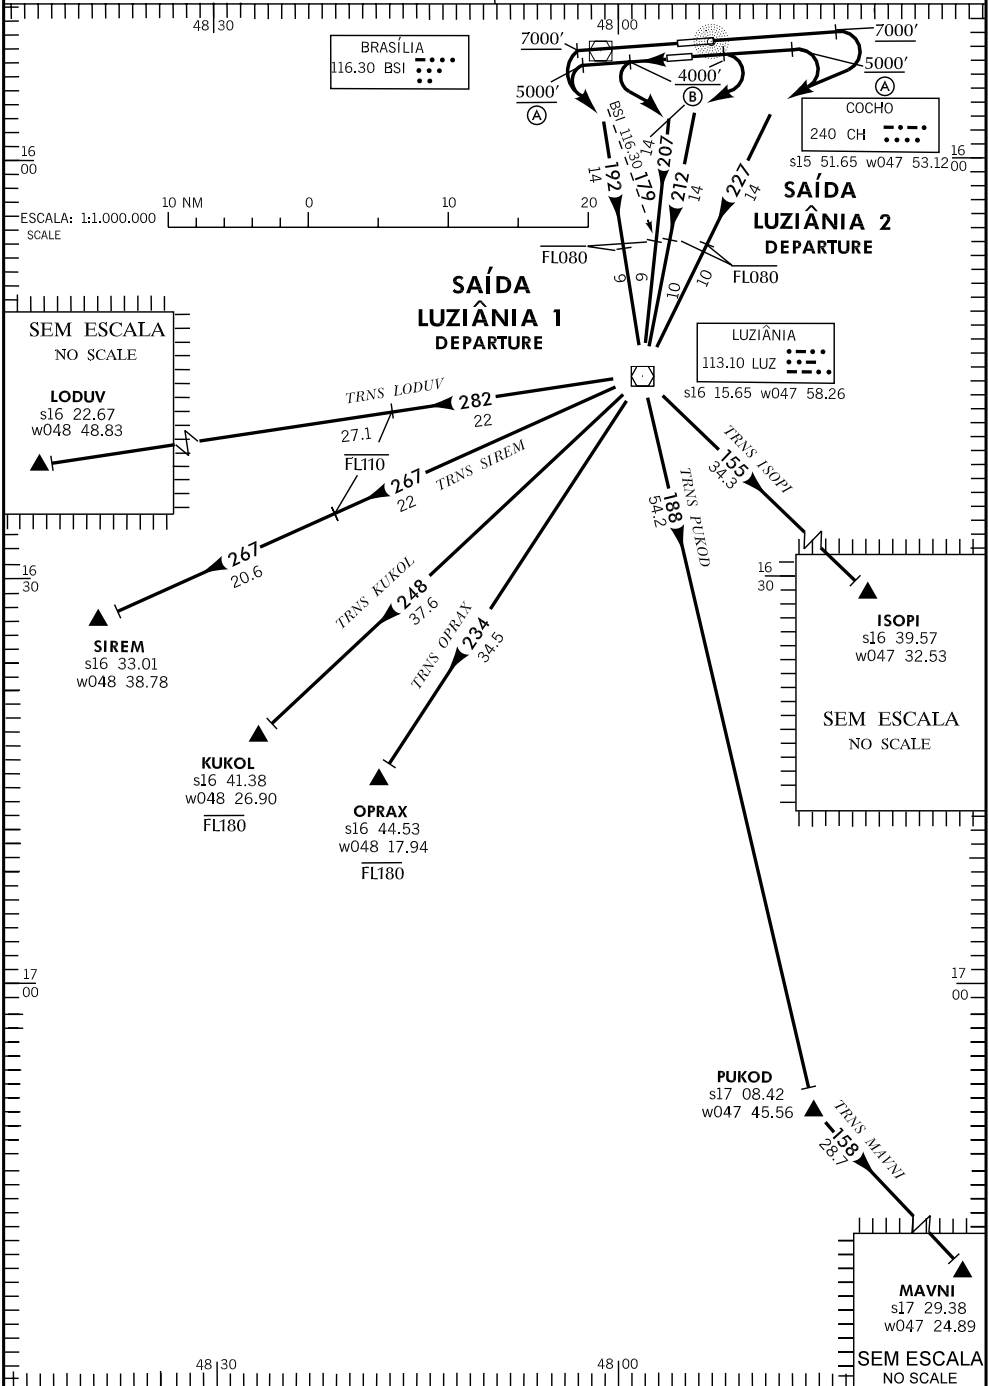 48 30
48 00
BRASÍLIA
116.30 BSI
7000'
7000'
5000'
A
4000'
B
5000'
A
COCHO
240 CH
s15 51.65 w047 53.12
16
00
16
00
ESCALA: 1:1.000.000
SCALE
10 NM 0 10 20
192
14
BSI 116.30 179
207
14
212
14
227
14
SAÍDA
LUZIÂNIA 2
DEPARTURE
FL080
FL080
9
9
10
10
SAÍDA
LUZIÂNIA 1
DEPARTURE
LUZIÂNIA
113.10 LUZ
s16 15.65 w047 58.26
SEM ESCALA
NO SCALE
LODUV
s16 22.67
w048 48.83
TRNS LODUV
282
22
27.1
FL110
TRNS SIREM
267
22
267
20.6
SIREM
s16 33.01
w048 38.78
TRNS KUKOL
248
37.6
KUKOL
s16 41.38
w048 26.90
FL180
TRNS OPRAX
234
34.5
OPRAX
s16 44.53
w048 17.94
FL180
TRNS PUKOD
188
54.2
TRNS ISOPI
155
34.3
16
30
16
30
ISOPI
s16 39.57
w047 32.53
SEM ESCALA
NO SCALE
17
00
17
00
PUKOD
s17 08.42
w047 45.56
TRNS MAVNI
158
28.7
MAVNI
s17 29.38
w047 24.89
SEM ESCALA
NO SCALE
48 30
48 00